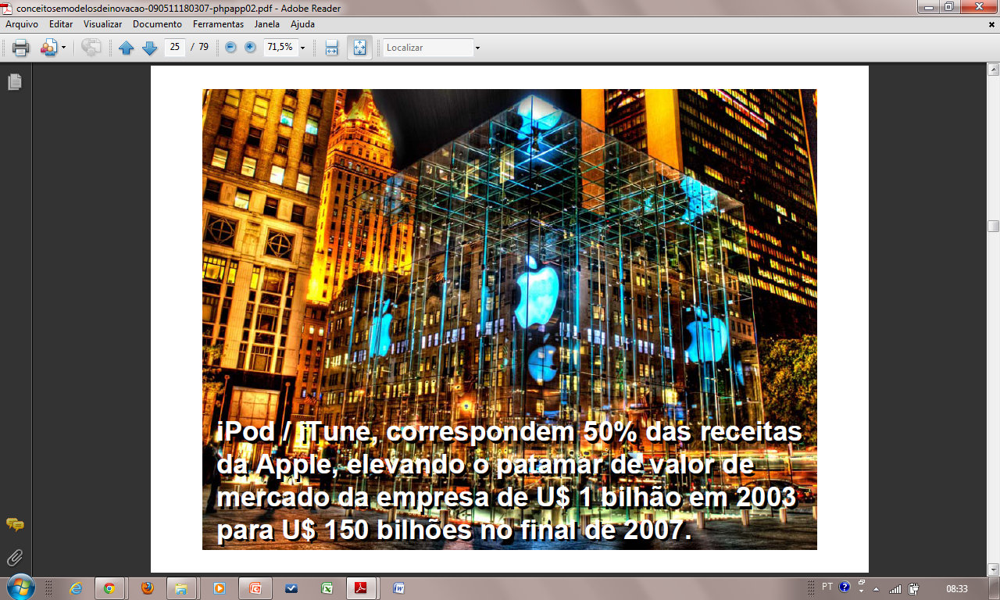 conceitosemodelosdeinovacao-090511180307-phpapp02.pdf - Adobe Reader
Arquivo Editar Visualizar Documento Ferramentas Janela Ajuda
25 / 79 71,5% Localizar
iPod / iTune, correspondem 50% das receitas
da Apple, elevando o patamar de valor de
mercado da empresa de U$ 1 bilhão em 2003
para U$ 150 bilhões no final de 2007.
PT 08:33